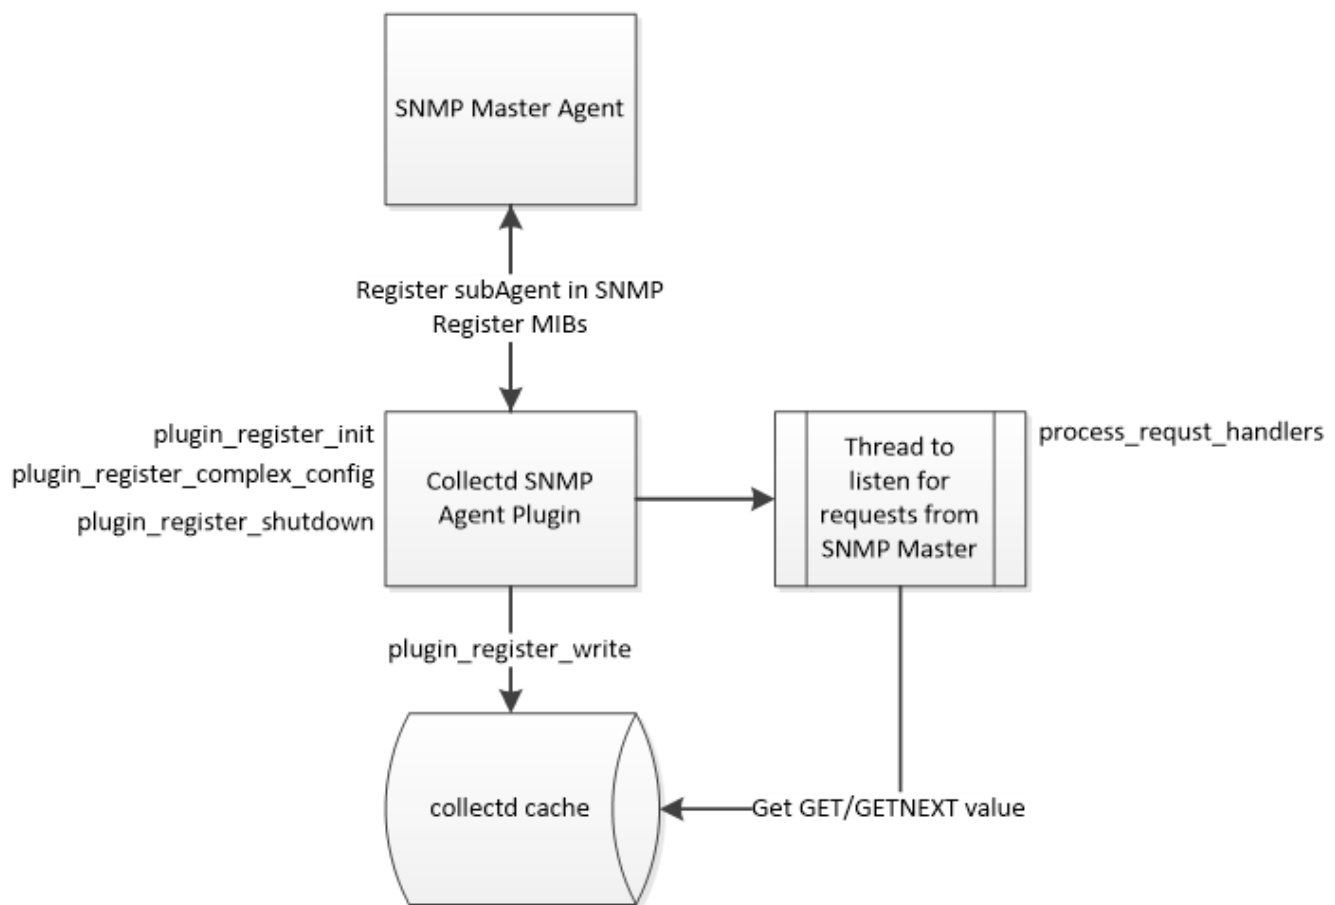 SNMP Master Agent
Register subAgent in SNMP
Register MIBs
plugin_register_init
plugin_register_complex_config
plugin_register_shutdown
Collectd SNMP
Agent Plugin
Thread to
listen for
requests from
SNMP Master
process_requst_handlers
plugin_register_write
collectd cache
Get GET/GETNEXT value